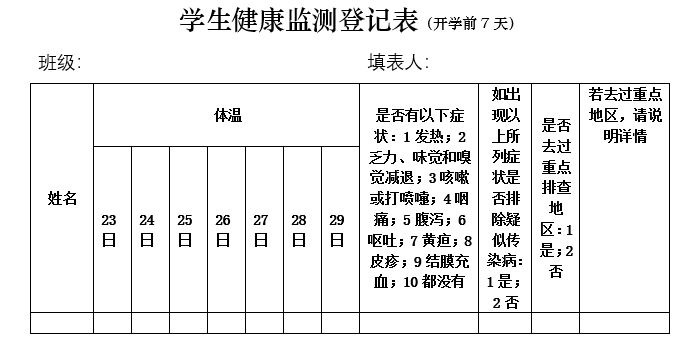 学生健康监测登记表（开学前7天）
班级：
填表人：
姓名
体温
23
日
24
日
25
日
26
日
27
日
28
日
29
日
是否有以下症
状：1发热；2
乏力、味觉和嗅
觉减退；3咳嗽
或打喷嚏；4咽
痛；5腹泻；6
呕吐；7黄疸；8
皮疹；9结膜充
血；10都没有
如出
现以
上所
列症
状是
否排
除疑
似传
染病：
1是；
2否
是否
去过
重点
排查
地
区：1
是；2
否
若去过重点
地区，请说
明详情